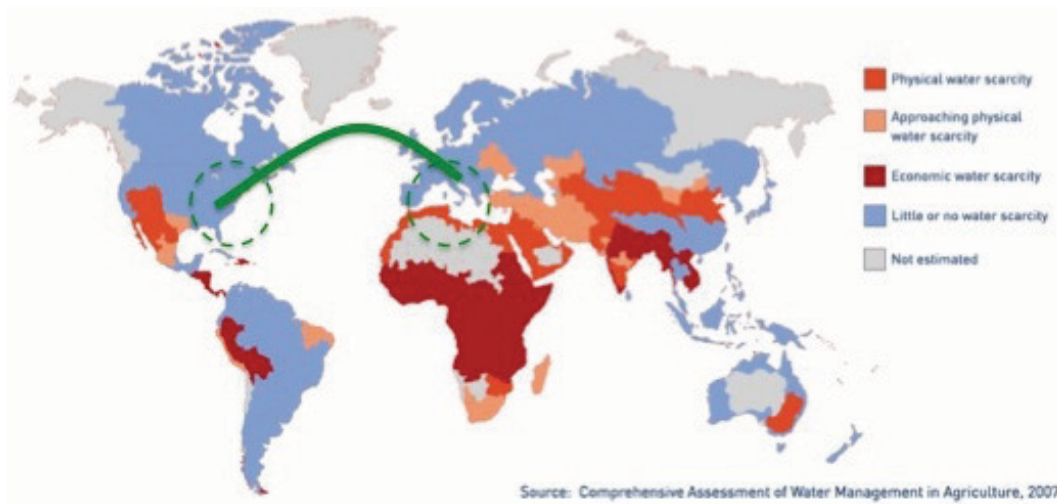 Physical water scarcity
Approaching physical
water scarcity
Economic water scarcity
Little or no water scarcity
Not estimated
Source: Comprehensive Assessment of Water Management in Agriculture, 2007